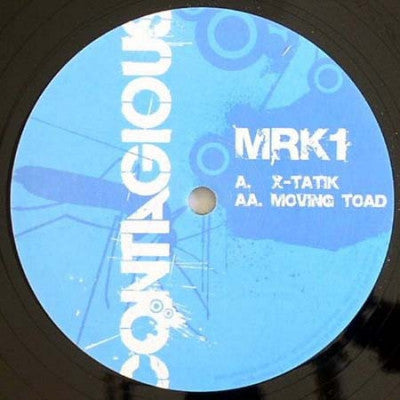 CONTAGIOUS
MRK1
A. X-TATIK
AA. MOVING TOAD